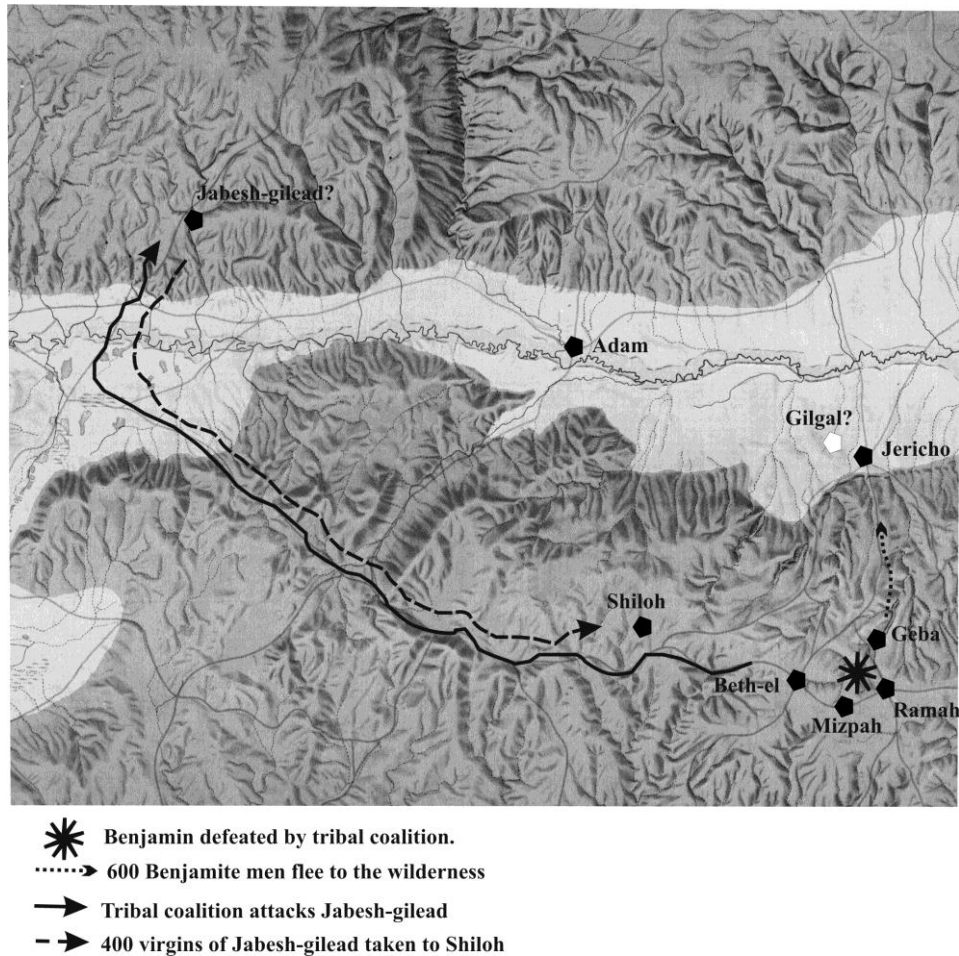 Jabesh-gilead?
Adam
Gilgal?
Jericho
Shiloh
Geba
Beth-el
Ramah
Mizpah
Benjamin defeated by tribal coalition.
600 Benjamite men flee to the wilderness
Tribal coalition attacks Jabesh-gilead
400 virgins of Jabesh-gilead taken to Shiloh